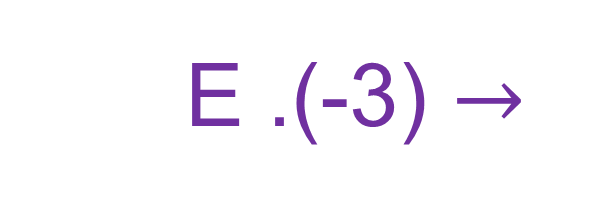 E .(-3) →